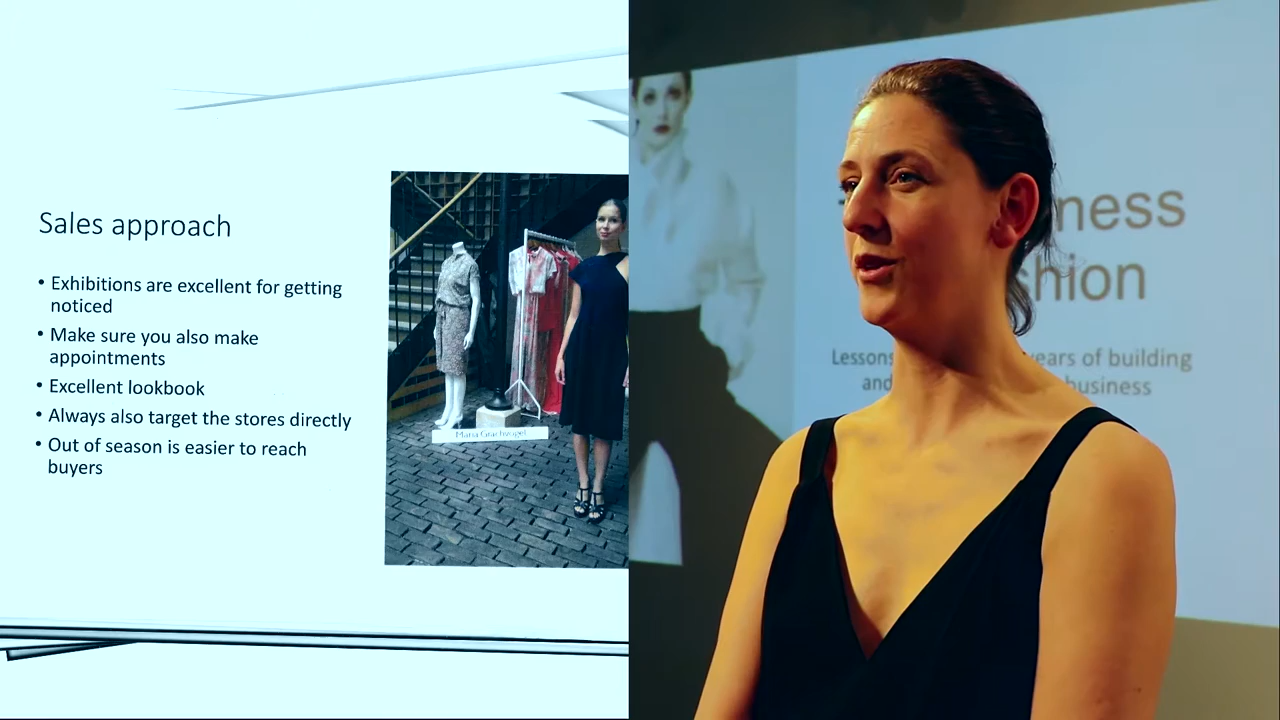 Sales approach
• Exhibitions are excellent for getting
noticed
• Make sure you also make
appointments
• Excellent lookbook
• Always also target the stores directly
• Out of season is easier to reach
buyers
Maria Grachvogel
ness
shion
Lessons years of building
and business